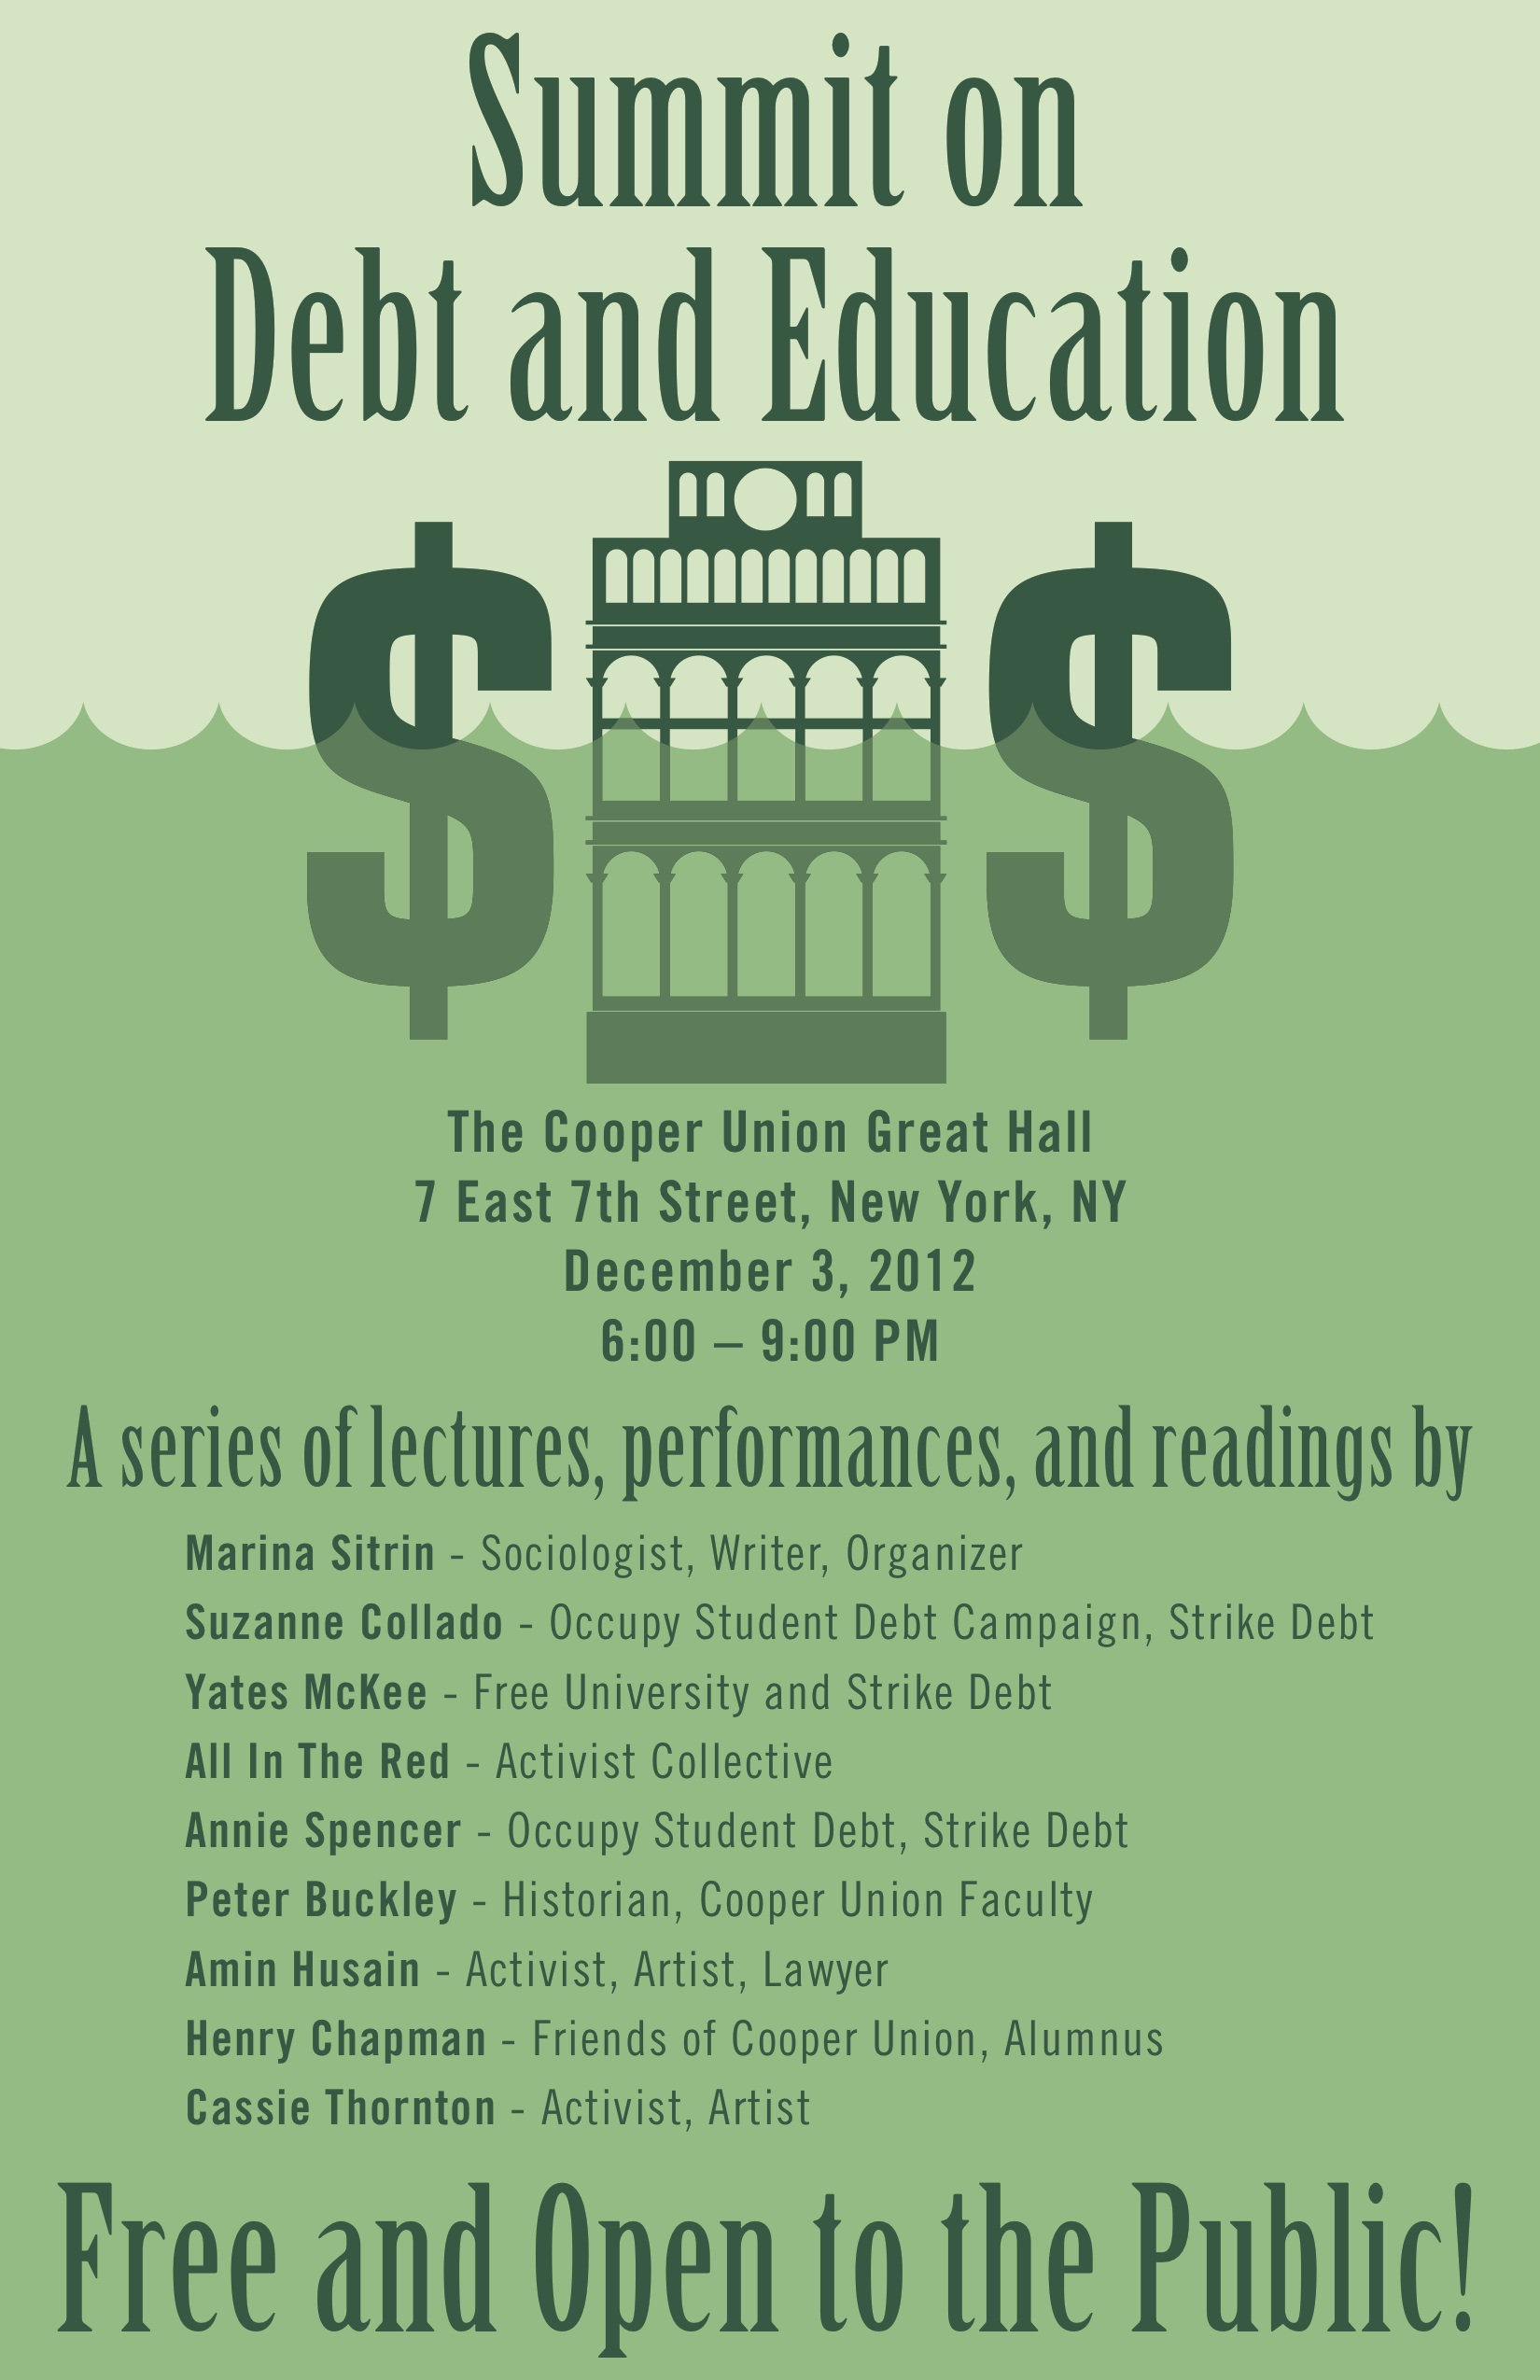 Summit on
Debt and Education
$ $
The Cooper Union Great Hall
7 East 7th Street, New York, NY
December 3, 2012
6:00 – 9:00 PM
A series of lectures, performances, and readings by
Marina Sitrin - Sociologist, Writer, Organizer
Suzanne Collado - Occupy Student Debt Campaign, Strike Debt
Yates McKee - Free University and Strike Debt
All In The Red - Activist Collective
Annie Spencer - Occupy Student Debt, Strike Debt
Peter Buckley - Historian, Cooper Union Faculty
Amin Husain - Activist, Artist, Lawyer
Henry Chapman - Friends of Cooper Union, Alumnus
Cassie Thornton - Activist, Artist
Free and Open to the Public!